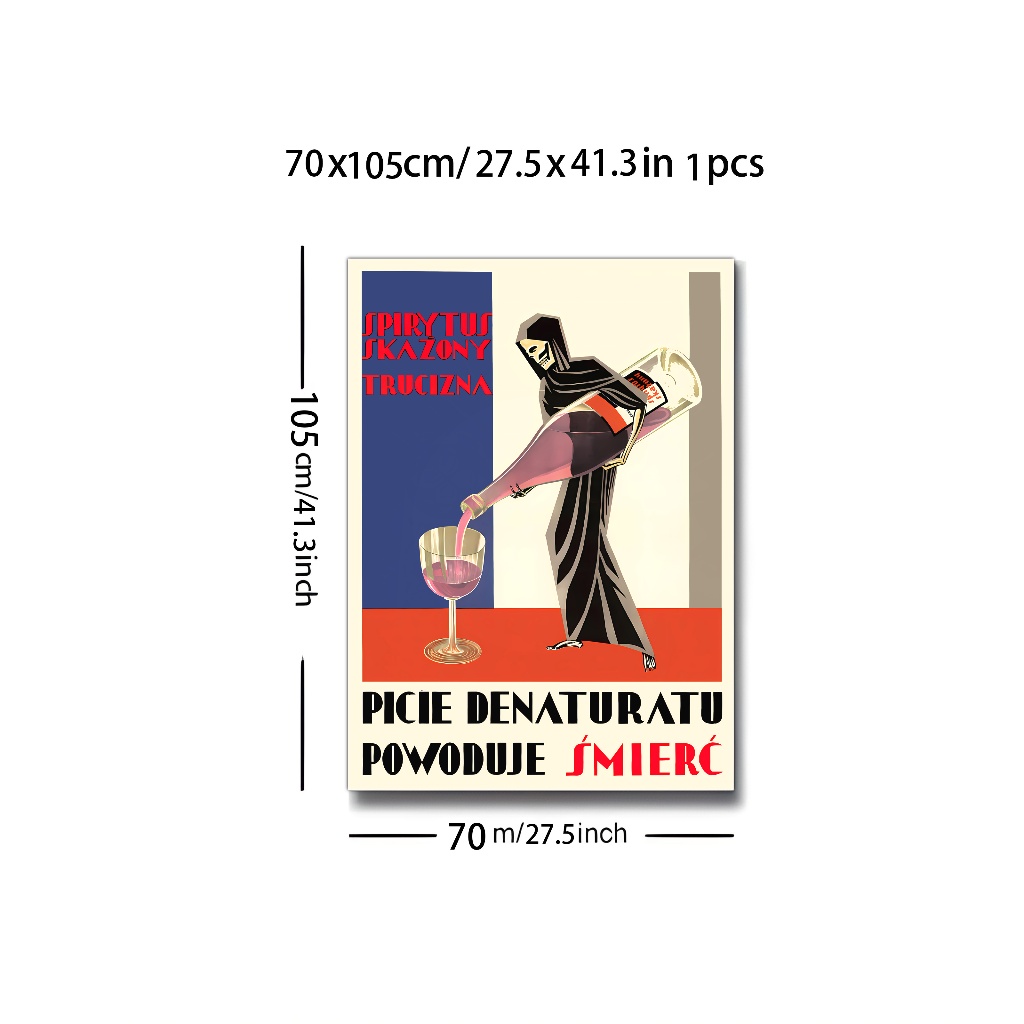 70x105cm/ 27.5x41.3in 1pcs
105cm/41.3inch
SPIRYTUS
SKAŻONY
TRUCIZNA
PICIE DENATURATU
POWODUJE ŚMIERĆ
70 m/27.5inch